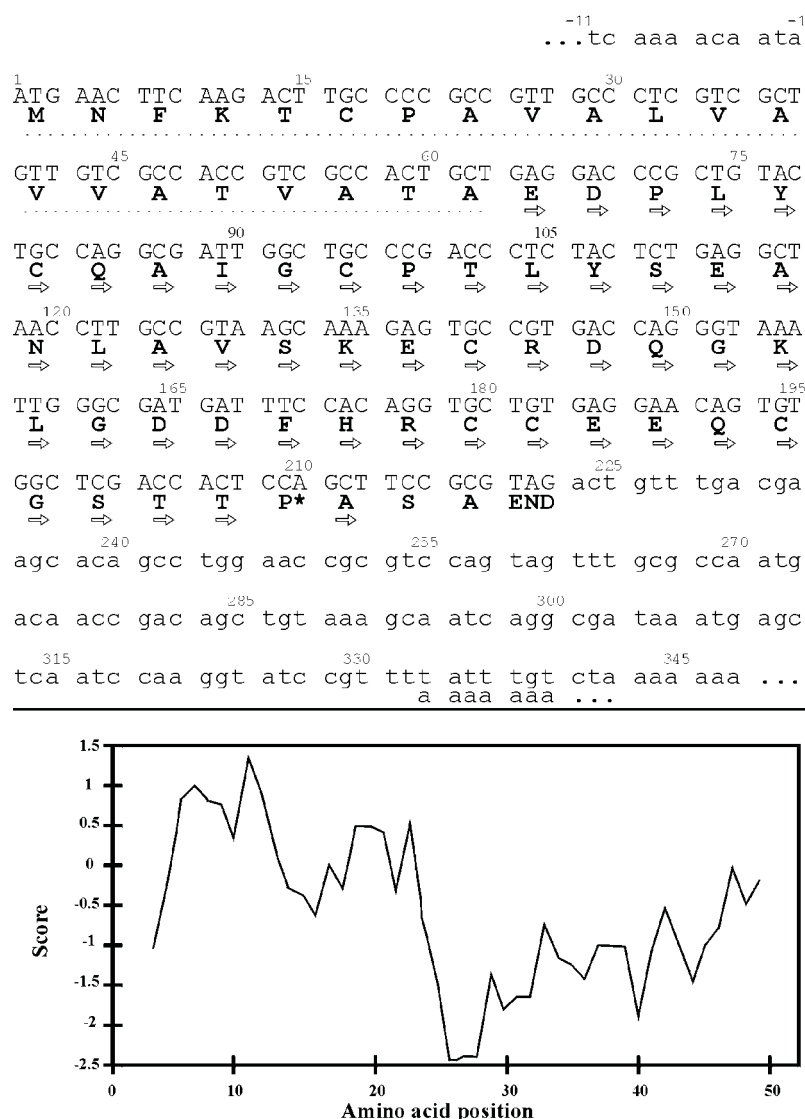 -11 -1
...tc aaa aca ata
1 15 30
ATG AAC TTC AAG ACT TGC CCC GCC GTT GCC CTC GTC GCT
M N F K T C P A V A L V A
45 60 75
GTT GTC GCC ACC GTC GCC ACT GCT GAG GAC CCG CTG TAC
V V A T V A T A E D P L Y
90 105
TGC CAG GCG ATT GGC TGC CCG ACC CTC TAC TCT GAG GCT
C Q A I G C P T L Y S E A
120 135 150
AAC CTT GCC GTA AGC AAA GAG TGC CGT GAC CAG GGT AAA
N L A V S K E C R D Q G K
165 180 195
TTG GGC GAT GAT TTC CAC AGG TGC TGT GAG GAA CAG TGT
L G D D F H R C C E E Q C
210 225
GGC TCG ACC ACT CCA GCT TCC GCG TAG act gtt tga cga
G S T T P* A S A END
240 255 270
agc aca gcc tgg aac cgc gtc cag tag ttt gcg cca atg
285 300
aca acc gac agc tgt aaa gca atc agg cga taa atg agc
315 330 345
tca atc caa ggt atc cgt ttt att tgt cta aaa aaa ...
a aaa aaa ...
1.5
1
0.5
0
-0.5
-1
-1.5
-2
-2.5
Score
0 10 20 30 40 50
Amino acid position